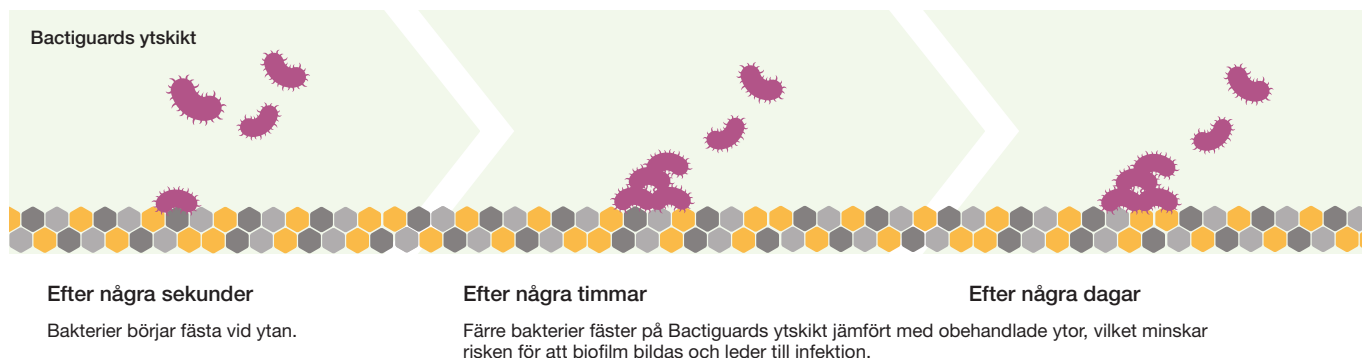 Bactiguards ytskikt
Efter några sekunder
Bakterier börjar fästa vid ytan.
Efter några timmar
Efter några dagar
Färre bakterier fäster på Bactiguards ytskikt jämfört med obehandlade ytor, vilket minskar
risken för att biofilm bildas och leder till infektion.